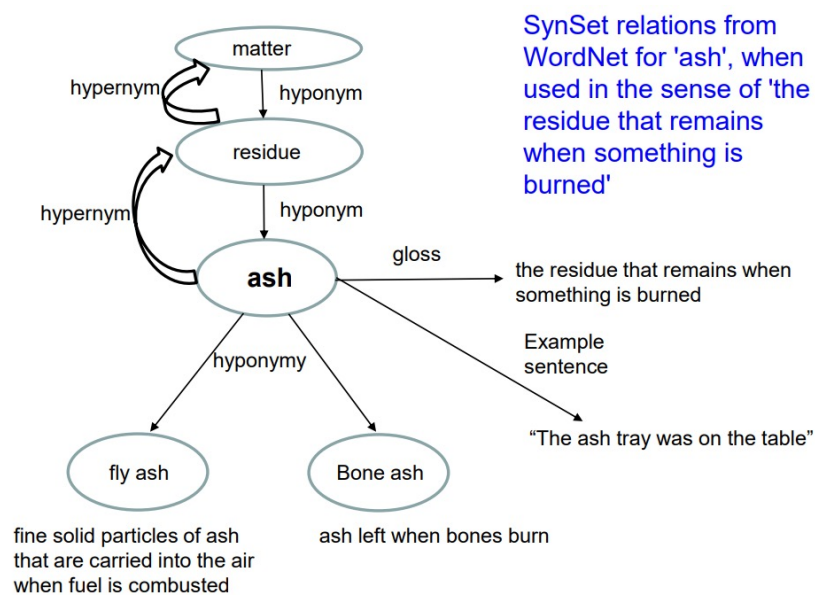 SynSet relations from
WordNet for 'ash', when
used in the sense of 'the
residue that remains
when something is
burned'
matter
hypernym
hyponym
residue
hypernym
hyponym
ash
gloss
the residue that remains when
something is burned
Example
sentence
hyponymy
“The ash tray was on the table”
fly ash
Bone ash
fine solid particles of ash
that are carried into the air
when fuel is combusted
ash left when bones burn